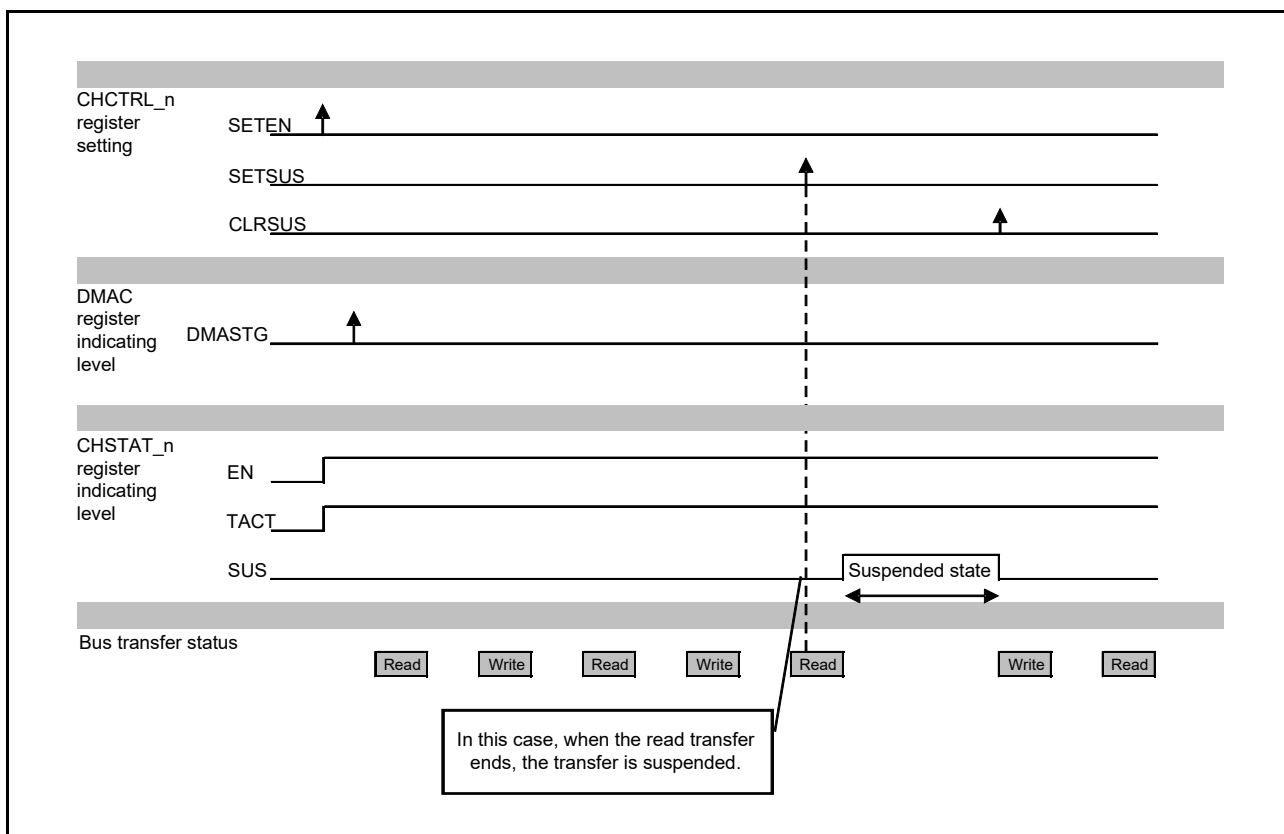 CHCTRL_n
register
setting
SETEN
SETSUS
CLRSUS
DMAC
register
indicating
level
DMASTG
CHSTAT_n
register
indicating
level
EN
TACT
SUS
Suspended state
Bus transfer status
Read
Write
Read
Write
Read
Write
Read
In this case, when the read transfer
ends, the transfer is suspended.